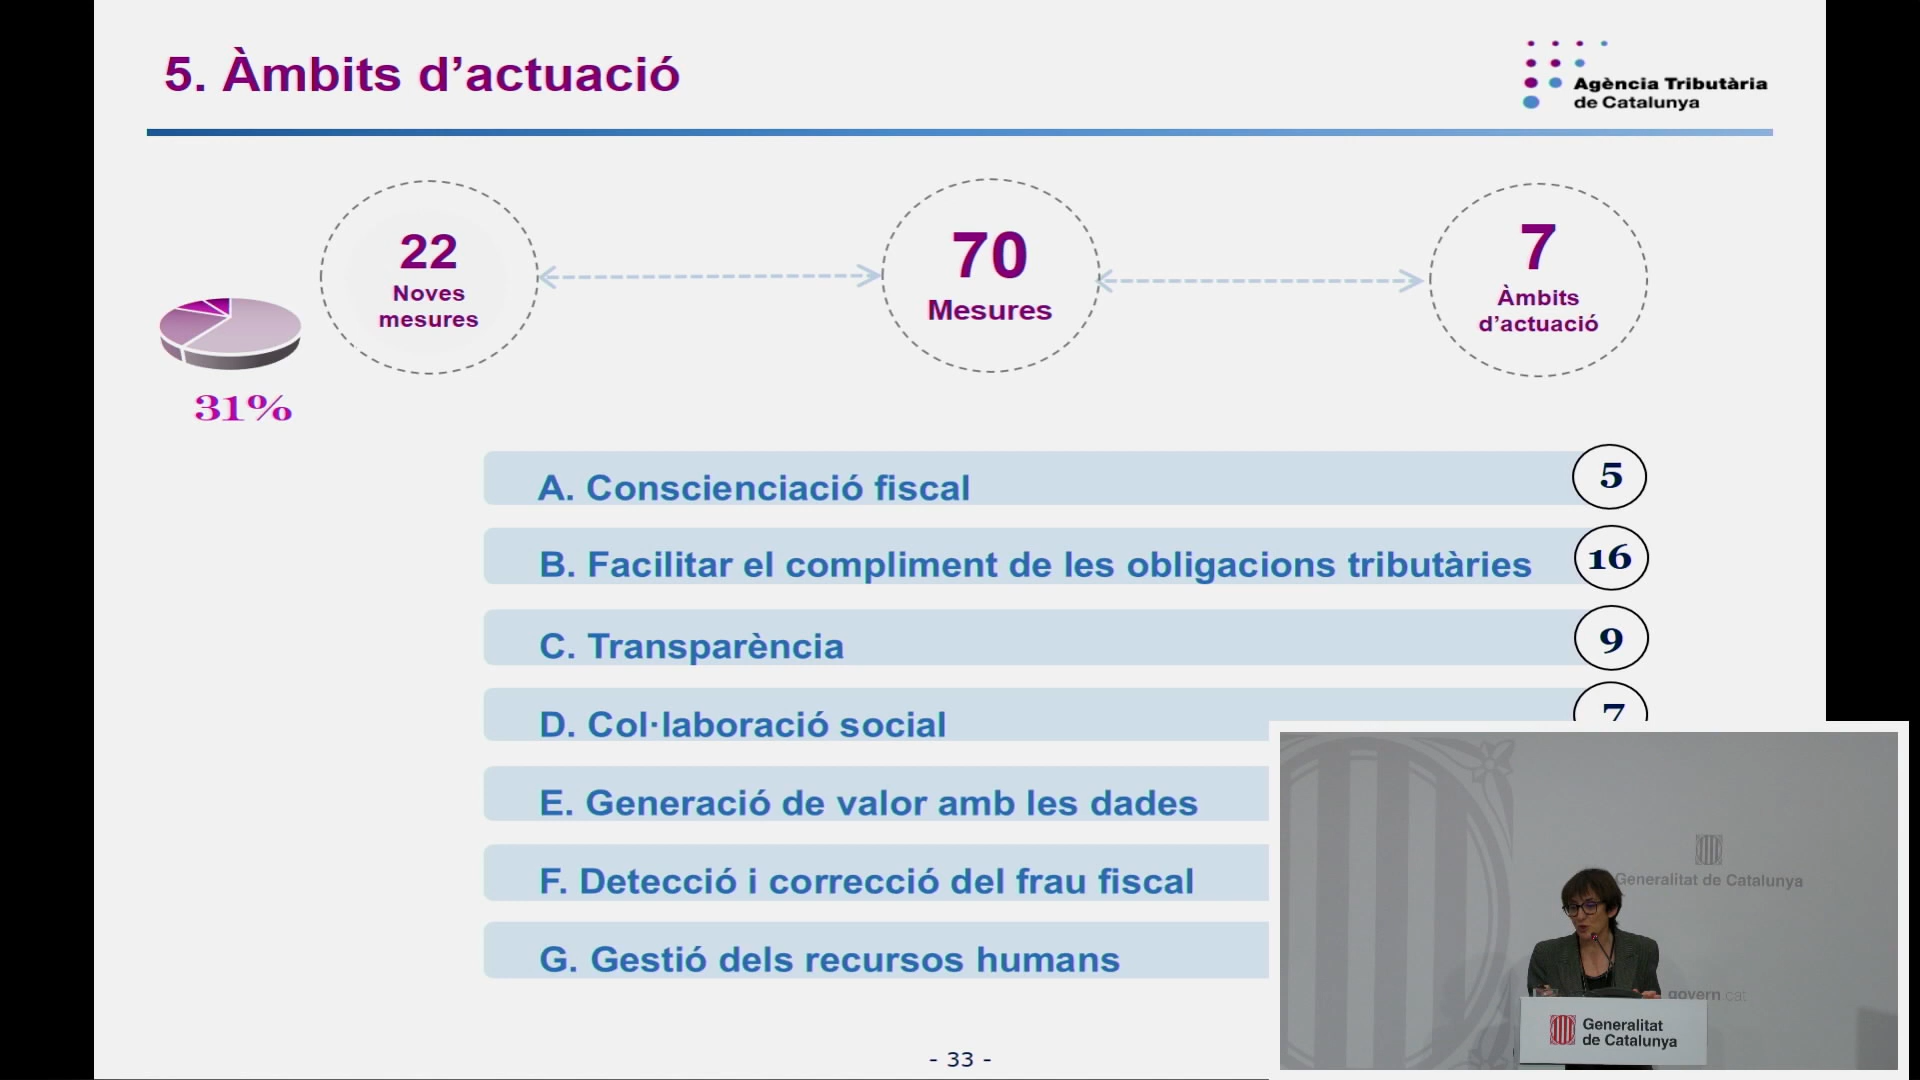 5. Àmbits d’actuació
Agència Tributària
de Catalunya
22
Noves
mesures
70
Mesures
7
Àmbits
d’actuació
31%
A. Conscienciació fiscal
5
B. Facilitar el compliment de les obligacions tributàries
16
C. Transparència
9
D. Col·laboració social
7
E. Generació de valor amb les dades
F. Detecció i correcció del frau fiscal
G. Gestió dels recursos humans
- 33 -
Generalitat de Catalunya
govern.cat
Generalitat
de Catalunya